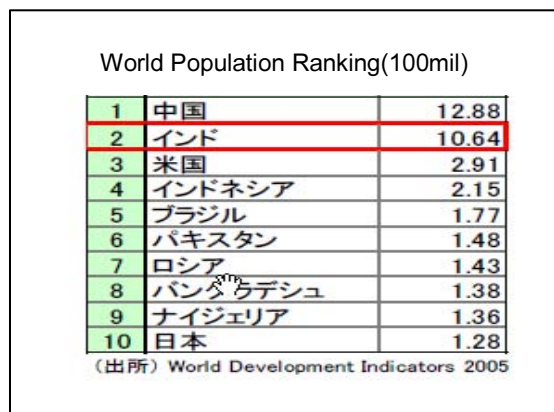 World Population Ranking(100mil)
1 中国 12.88
2 インド 10.64
3 米国 2.91
4 インドネシア 2.15
5 ブラジル 1.77
6 パキスタン 1.48
7 ロシア 1.43
8 バングラデシュ 1.38
9 ナイジェリア 1.36
10 日本 1.28
(出所) World Development Indicators 2005